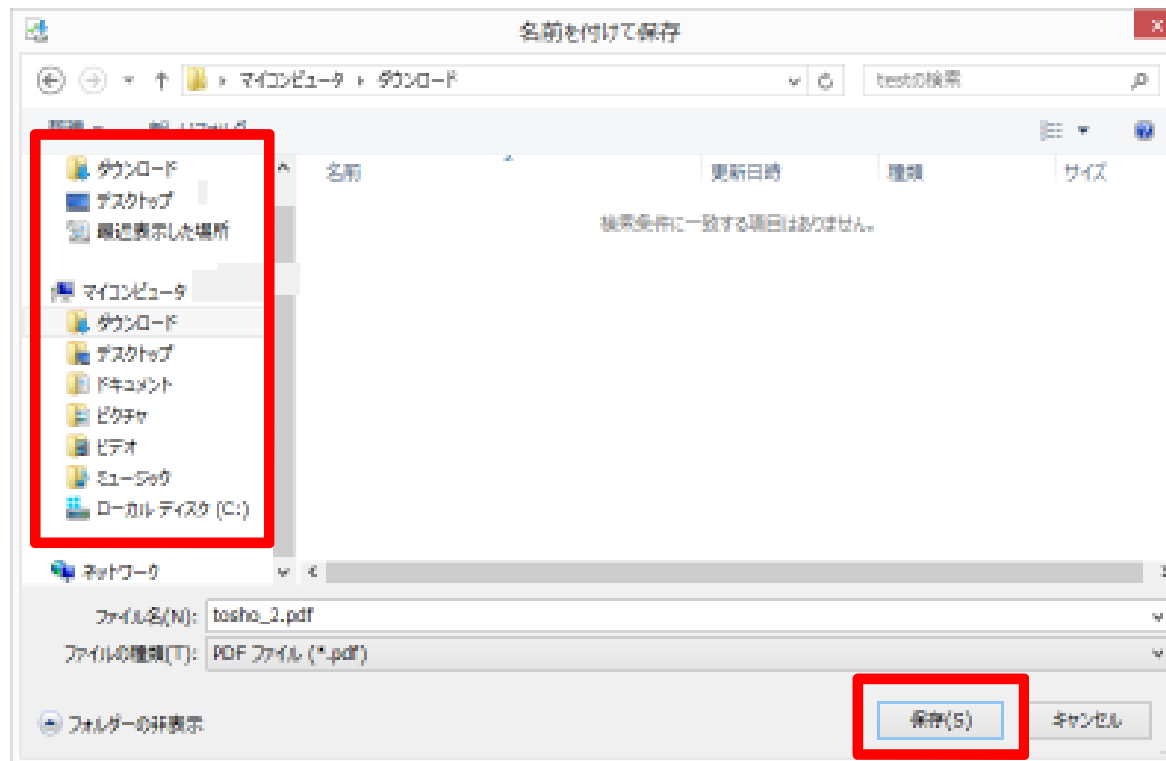 名前を付けて保存
マイコンピュータ ▸ ダウンロード
testの検索
ダウンロード
デスクトップ
最近表示した場所
マイコンピュータ
ダウンロード
デスクトップ
ドキュメント
ピクチャ
ビデオ
ミュージック
ローカル ディスク (C:)
ネットワーク
名前 更新日時 種類 サイズ
検索条件に一致する項目はありません。
ファイル名(N): tosho_2.pdf
ファイルの種類(T): PDF ファイル (*.pdf)
フォルダーの非表示
保存(S) キャンセル